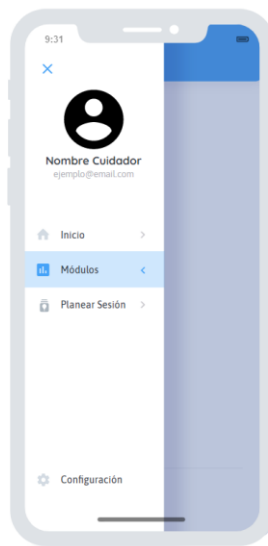 9:31
Nombre Cuidador
ejemplo@email.com
Inicio
Módulos
Planear Sesión
Configuración